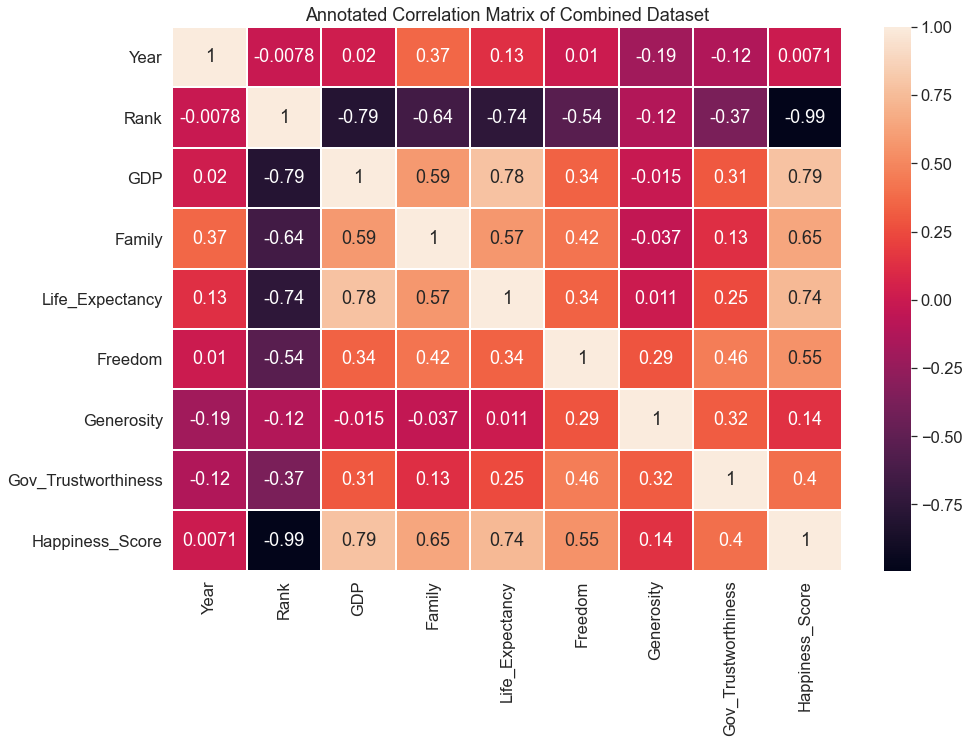 Annotated Correlation Matrix of Combined Dataset
Year 1 -0.0078 0.02 0.37 0.13 0.01 -0.19 -0.12 0.0071
Rank -0.0078 1 -0.79 -0.64 -0.74 -0.54 -0.12 -0.37 -0.99
GDP 0.02 -0.79 1 0.59 0.78 0.34 -0.015 0.31 0.79
Family 0.37 -0.64 0.59 1 0.57 0.42 -0.037 0.13 0.65
Life_Expectancy 0.13 -0.74 0.78 0.57 1 0.34 0.011 0.25 0.74
Freedom 0.01 -0.54 0.34 0.42 0.34 1 0.29 0.46 0.55
Generosity -0.19 -0.12 -0.015 -0.037 0.011 0.29 1 0.32 0.14
Gov_Trustworthiness -0.12 -0.37 0.31 0.13 0.25 0.46 0.32 1 0.4
Happiness_Score 0.0071 -0.99 0.79 0.65 0.74 0.55 0.14 0.4 1
Year
Rank
GDP
Family
Life_Expectancy
Freedom
Generosity
Gov_Trustworthiness
Happiness_Score
1.00
0.75
0.50
0.25
0.00
−0.25
−0.50
−0.75